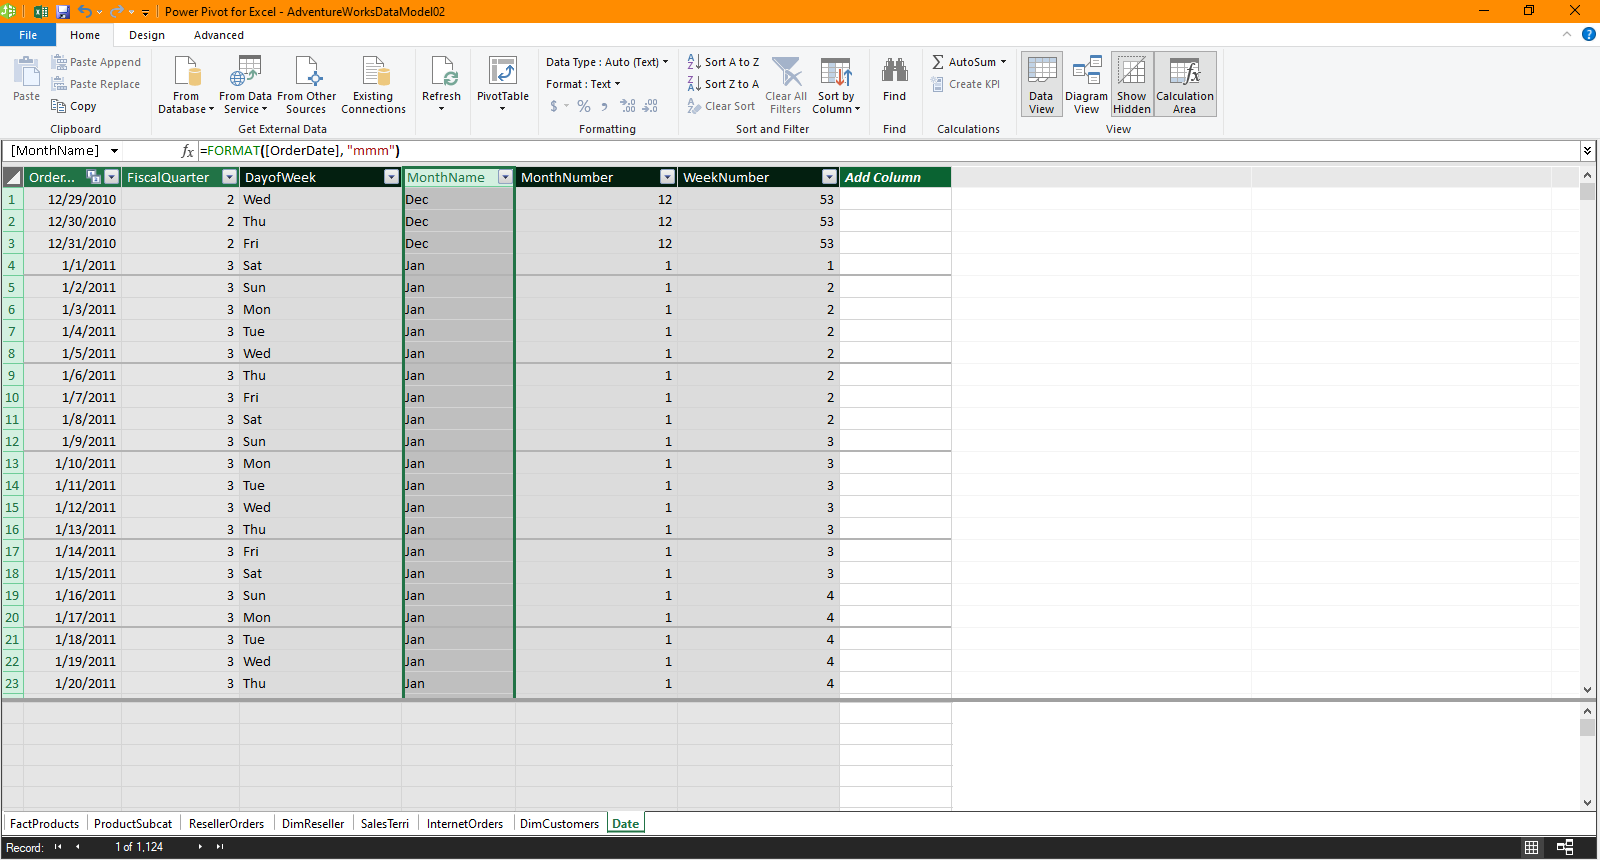 Power Pivot for Excel - AdventureWorksDataModel02
File Home Design Advanced
Paste
Paste Append
Paste Replace
Copy
Clipboard
From Database
From Data Service
From Other Sources
Existing Connections
Get External Data
Refresh
PivotTable
Data Type : Auto (Text)
Format : Text
$ % , .00 .00
Formatting
Sort A to Z
Sort Z to A
Clear Sort
Clear All Filters
Sort by Column
Sort and Filter
Find
Find
AutoSum
Create KPI
Calculations
Data View
Diagram View
Show Hidden
Calculation Area
View
[MonthName] fx =FORMAT([OrderDate], "mmm")
Order... FiscalQuarter DayofWeek MonthName MonthNumber WeekNumber Add Column
1 12/29/2010 2 Wed Dec 12 53
2 12/30/2010 2 Thu Dec 12 53
3 12/31/2010 2 Fri Dec 12 53
4 1/1/2011 3 Sat Jan 1 1
5 1/2/2011 3 Sun Jan 1 2
6 1/3/2011 3 Mon Jan 1 2
7 1/4/2011 3 Tue Jan 1 2
8 1/5/2011 3 Wed Jan 1 2
9 1/6/2011 3 Thu Jan 1 2
10 1/7/2011 3 Fri Jan 1 2
11 1/8/2011 3 Sat Jan 1 2
12 1/9/2011 3 Sun Jan 1 3
13 1/10/2011 3 Mon Jan 1 3
14 1/11/2011 3 Tue Jan 1 3
15 1/12/2011 3 Wed Jan 1 3
16 1/13/2011 3 Thu Jan 1 3
17 1/14/2011 3 Fri Jan 1 3
18 1/15/2011 3 Sat Jan 1 3
19 1/16/2011 3 Sun Jan 1 4
20 1/17/2011 3 Mon Jan 1 4
21 1/18/2011 3 Tue Jan 1 4
22 1/19/2011 3 Wed Jan 1 4
23 1/20/2011 3 Thu Jan 1 4
FactProducts ProductSubcat ResellerOrders DimReseller SalesTerri InternetOrders DimCustomers Date
Record: 1 of 1,124